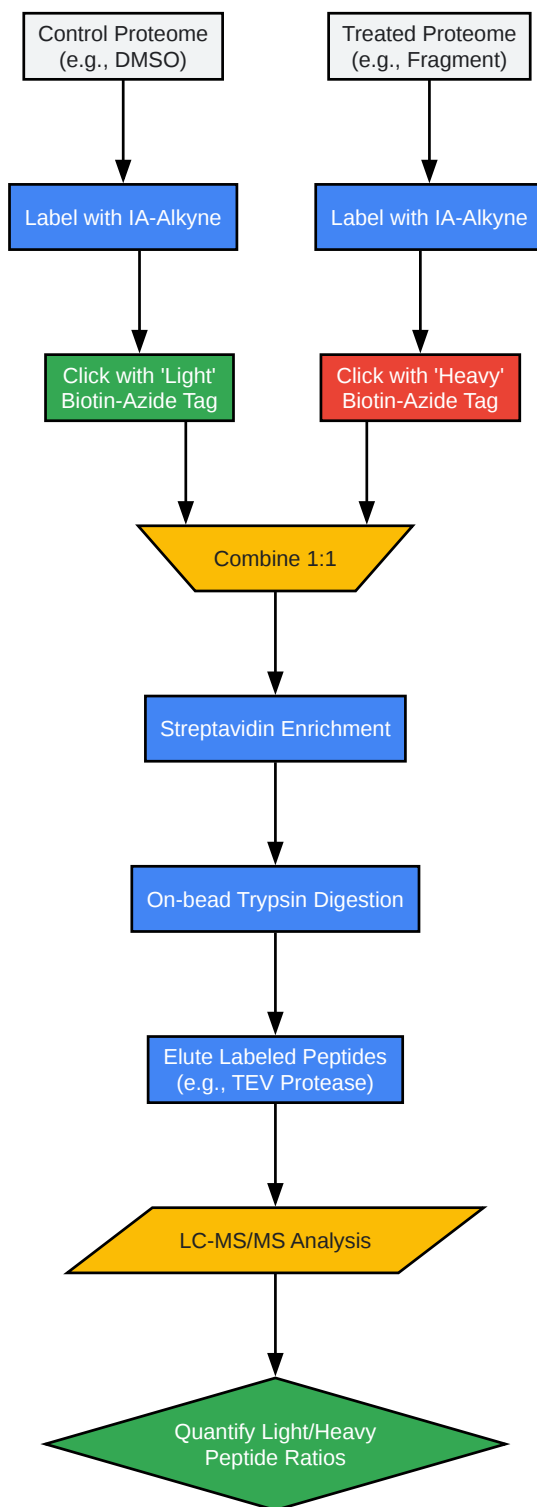 Control Proteome
(e.g., DMSO)
Treated Proteome
(e.g., Fragment)
Label with IA-Alkyne
Label with IA-Alkyne
Click with 'Light'
Biotin-Azide Tag
Click with 'Heavy'
Biotin-Azide Tag
Combine 1:1
Streptavidin Enrichment
On-bead Trypsin Digestion
Elute Labeled Peptides
(e.g., TEV Protease)
LC-MS/MS Analysis
Quantify Light/Heavy
Peptide Ratios